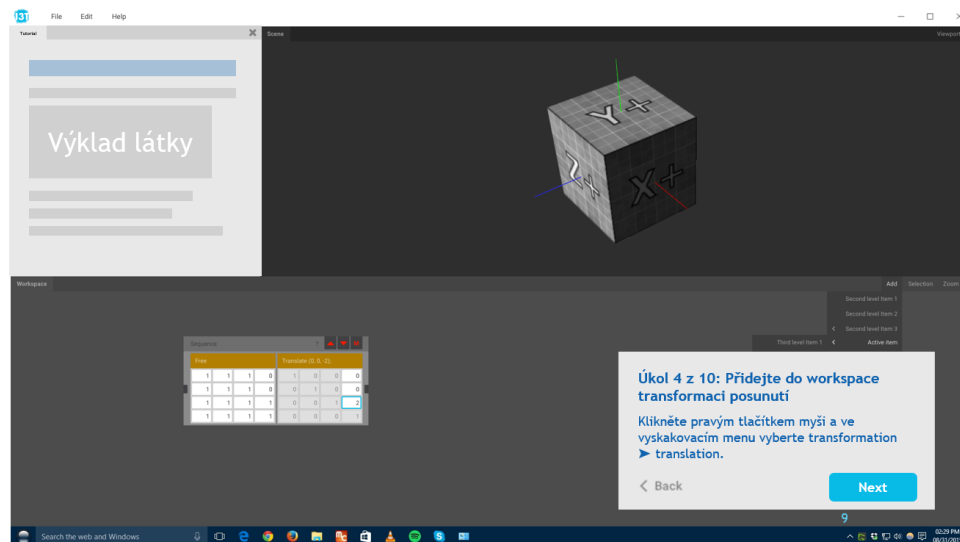 I3T File Edit Help
Tutorial
Scene Viewport
Výklad látky
Y+
Z+ X+
Workspace Add Selection Zoom
Second level Item 1
Second level Item 2
Second level Item 3
Third level Item 1 Active Item
Sequence ?
Free Translate (0, 0, -2);
1 1 1 0 1 0 0 0
1 1 1 0 0 1 0 0
1 1 1 1 0 0 1 2
1 1 1 1 0 0 0 1
Úkol 4 z 10: Přidejte do workspace
transformaci posunutí
Klikněte pravým tlačítkem myši a ve
vyskakovacím menu vyberte transformation
➤ translation.
Back Next
9
Search the web and Windows
02:29 PM